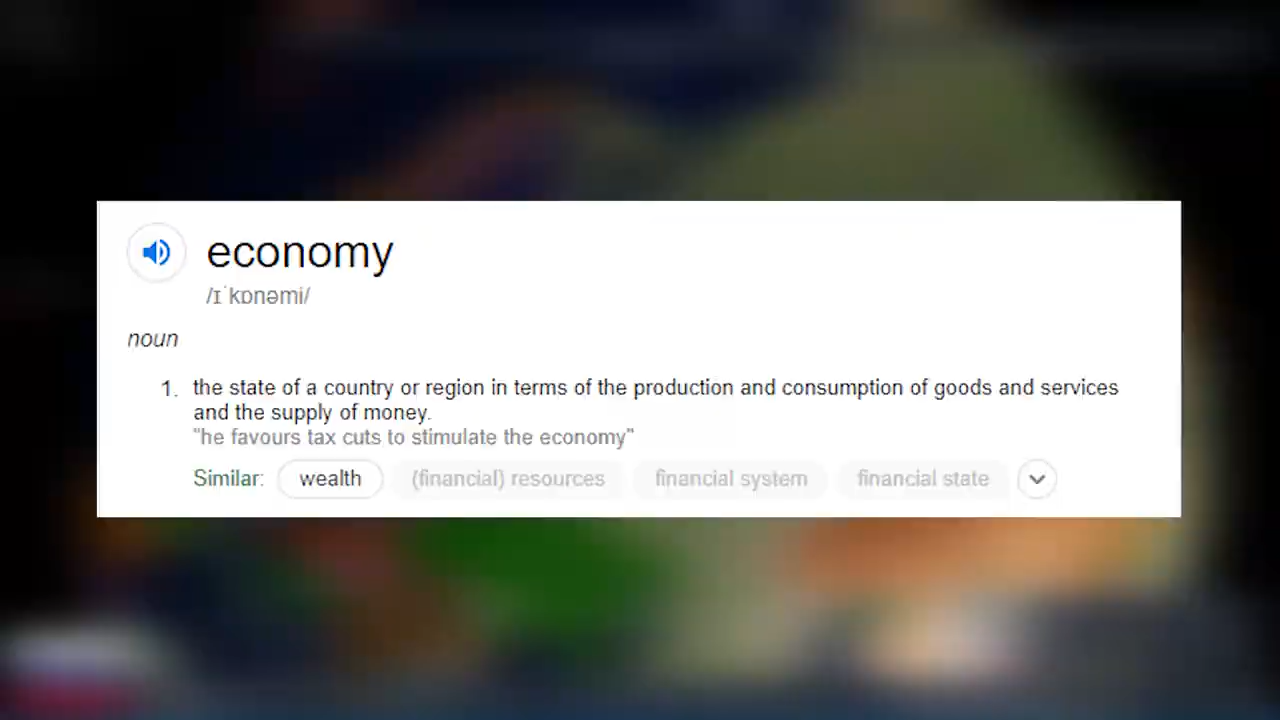 economy
/ɪˈkɒnəmi/
noun
1. the state of a country or region in terms of the production and consumption of goods and services
and the supply of money.
"he favours tax cuts to stimulate the economy"
Similar: wealth (financial) resources financial system financial state